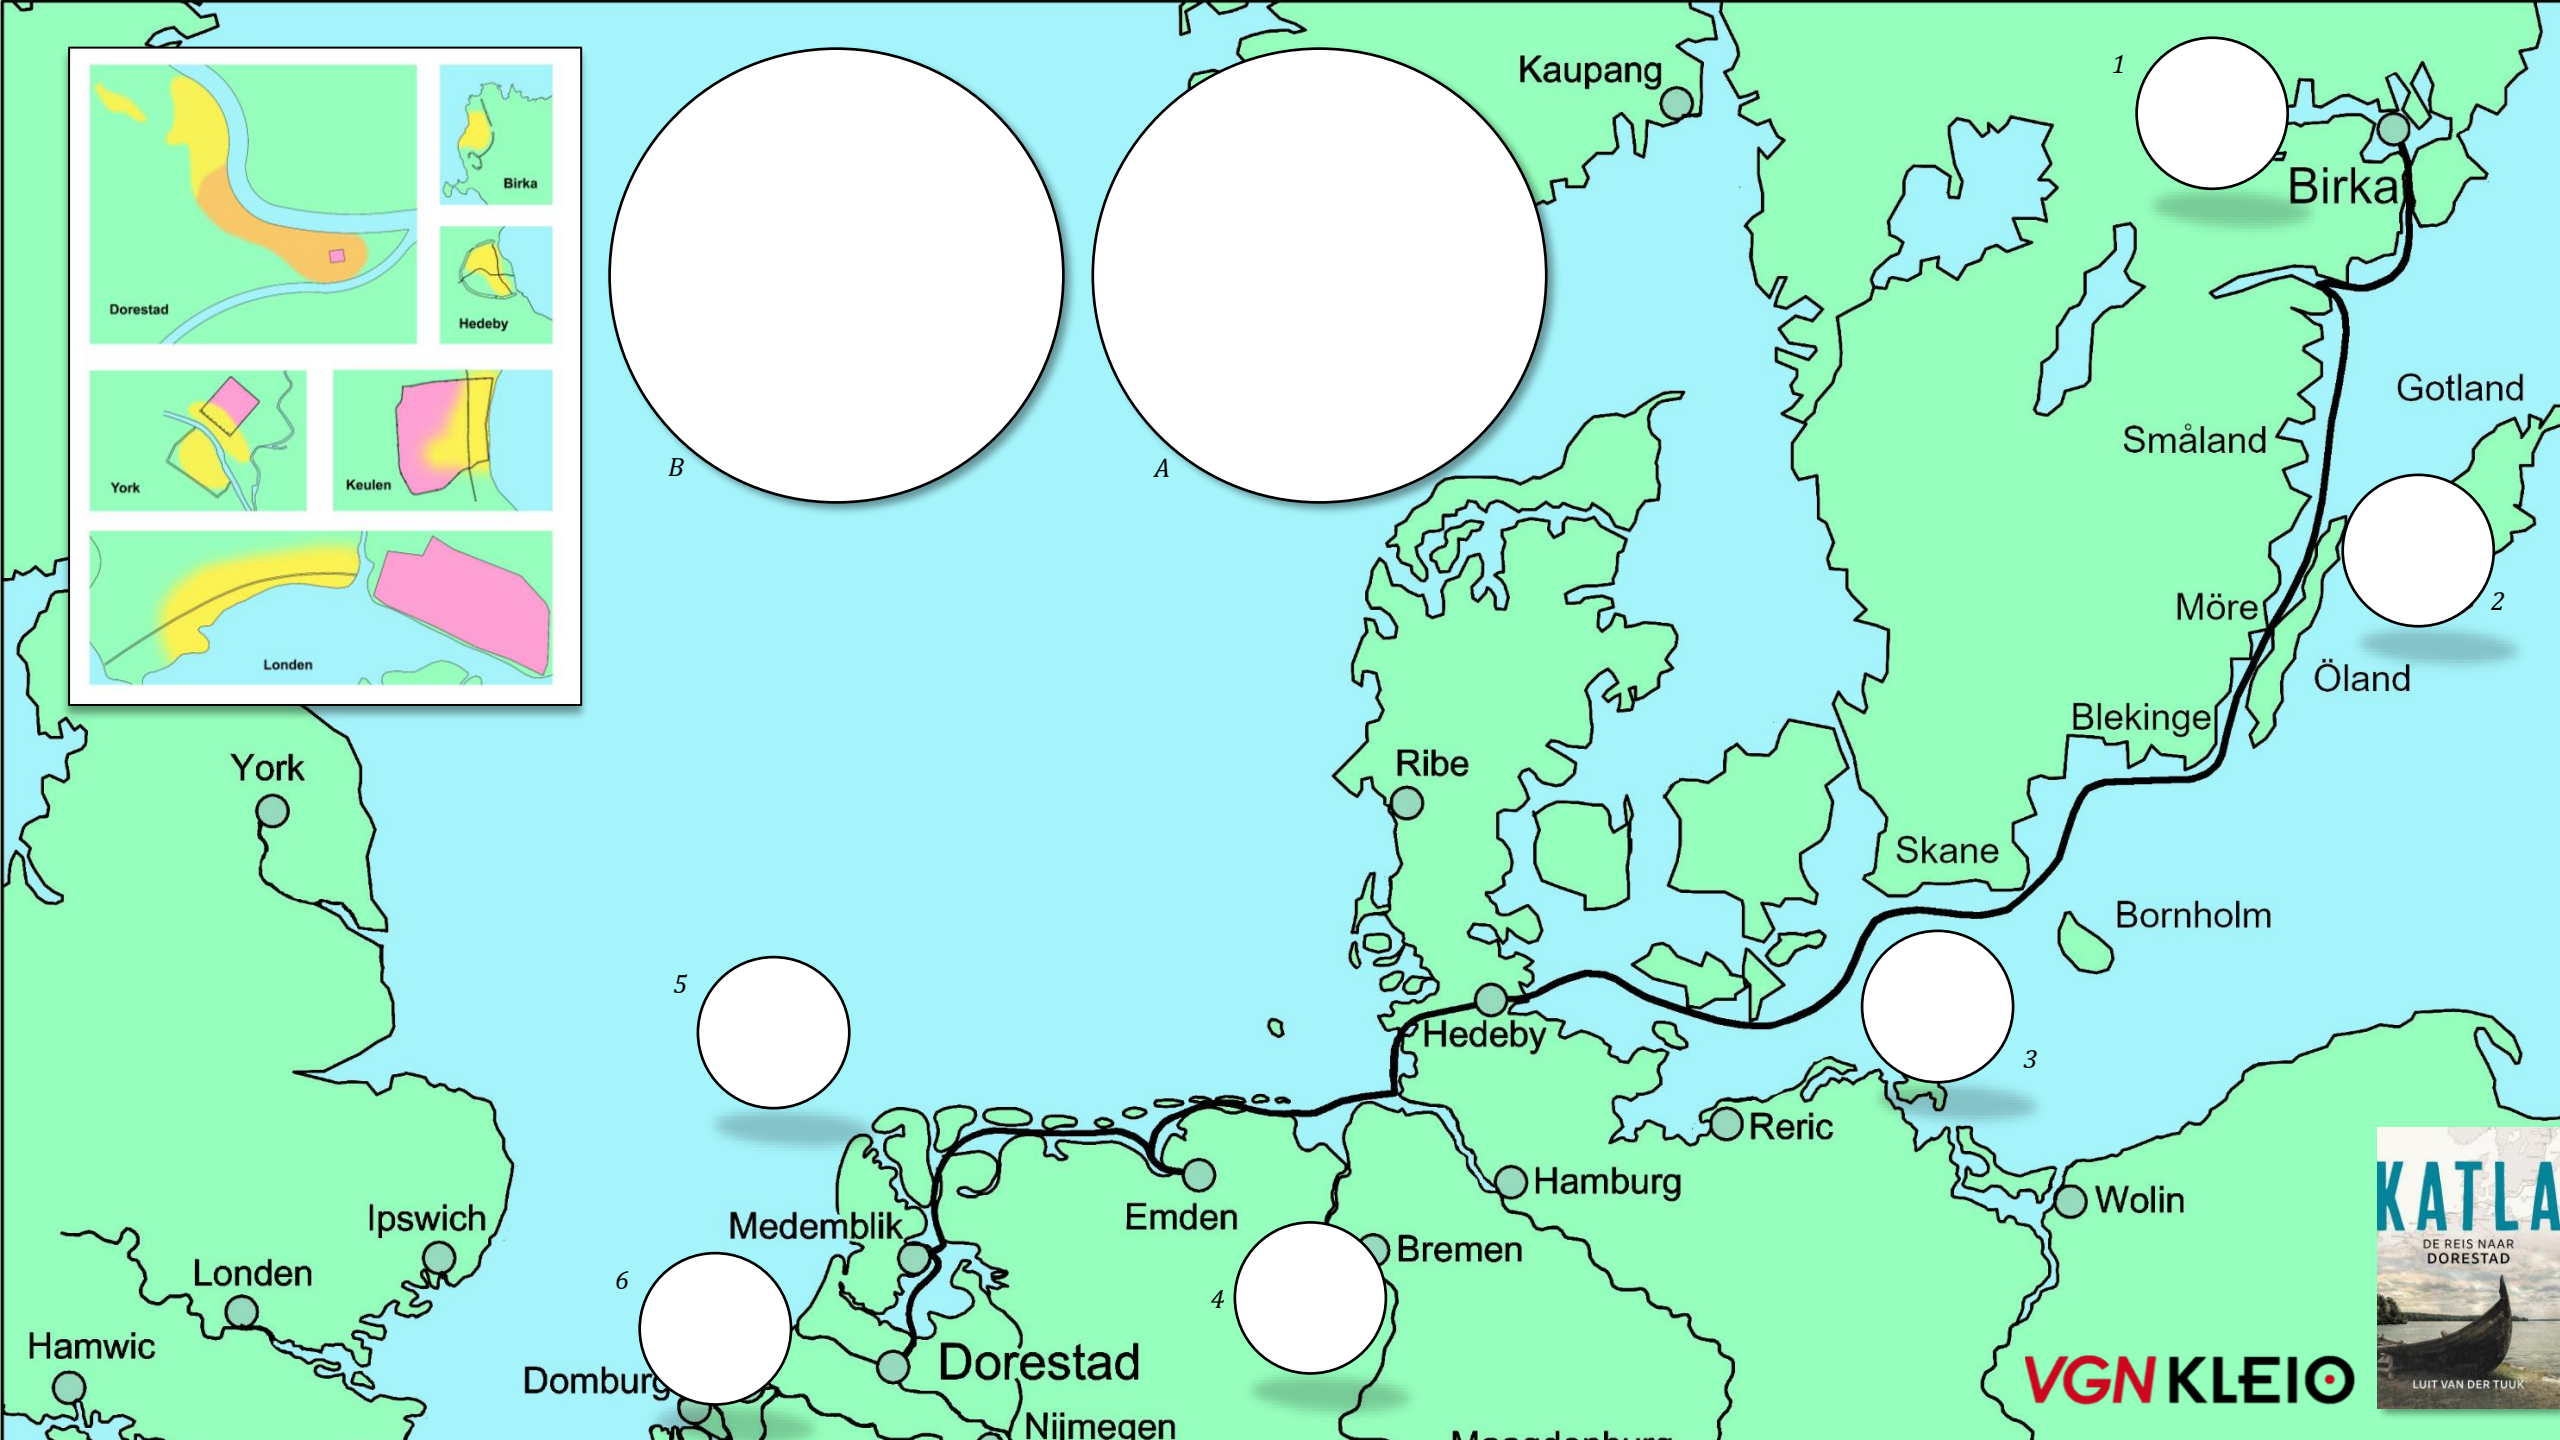 Kaupang
1
Birka
Birka
Dorestad
Hedeby
Gotland
Småland
B
A
York
Keulen
Londen
2
Möre
Öland
Blekinge
York
Ribe
Skane
Bornholm
5
Hedeby
3
Reric
KATLA
DE REIS NAAR
DORESTAD
LUIT VAN DER TUUK
Hamburg
Wolin
Ipswich
Medemblik
Emden
Bremen
Londen
6
4
Hamwic
Domburg
Dorestad
VGN KLEIO
Nijmegen